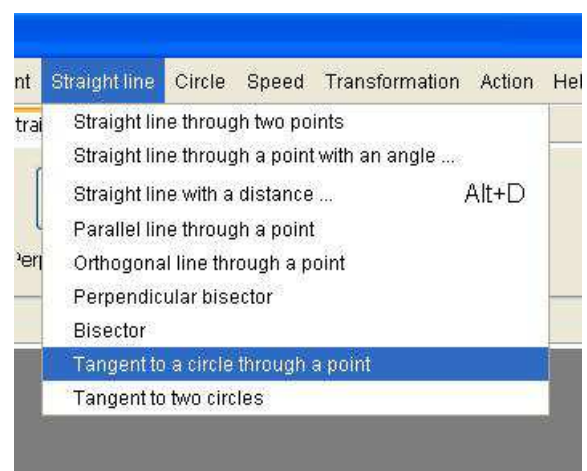 nt Straight line Circle Speed Transformation Action Hel
trai
Straight line through two points
Straight line through a point with an angle ...
Straight line with a distance ... Alt+D
Parallel line through a point
Perp
Orthogonal line through a point
Perpendicular bisector
Bisector
Tangent to a circle through a point
Tangent to two circles